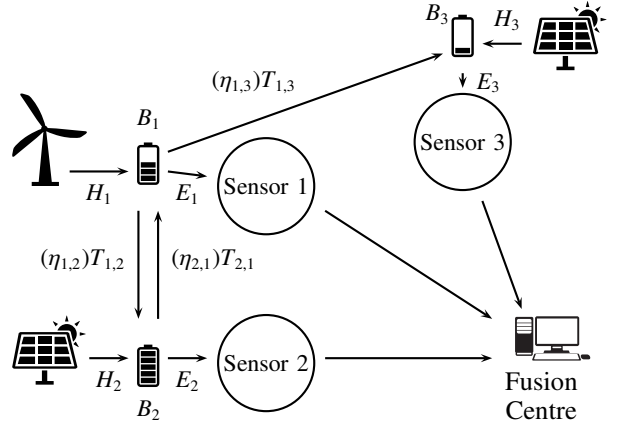 B₃
H₃
(η₁,₃)T₁,₃
E₃
B₁
Sensor 3
H₁
E₁
Sensor 1
(η₁,₂)T₁,₂
(η₂,₁)T₂,₁
H₂
E₂
Sensor 2
B₂
Fusion
Centre